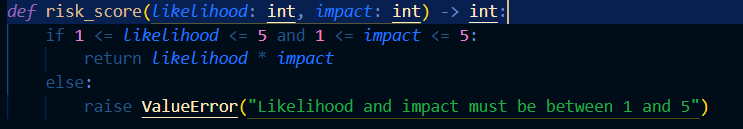 def risk_score(likelihood: int, impact: int) -> int:
    if 1 <= likelihood <= 5 and 1 <= impact <= 5:
        return likelihood * impact
    else:
        raise ValueError("Likelihood and impact must be between 1 and 5")